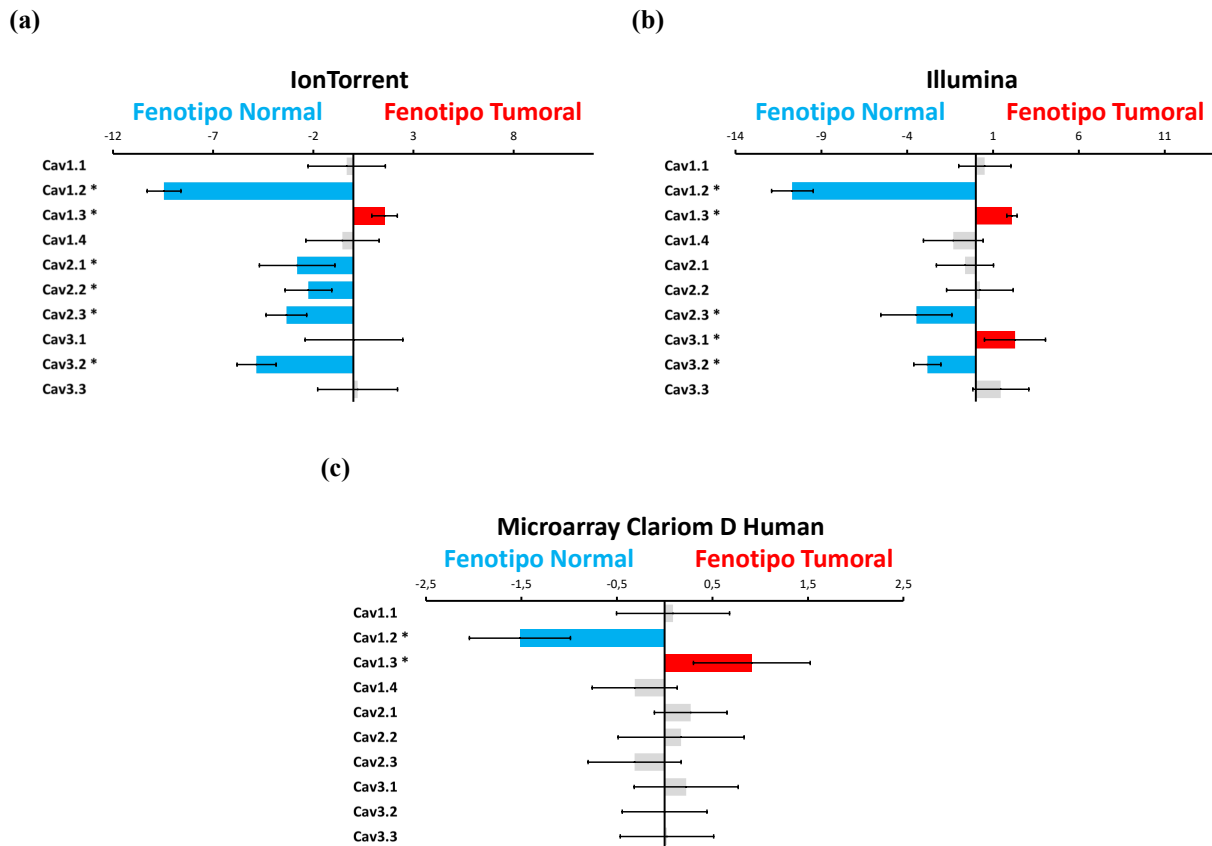 (a)
IonTorrent
Fenotipo Normal Fenotipo Tumoral
-12 -7 -2 3 8
Cav1.1
Cav1.2 *
Cav1.3 *
Cav1.4
Cav2.1 *
Cav2.2 *
Cav2.3 *
Cav3.1
Cav3.2 *
Cav3.3
(b)
Illumina
Fenotipo Normal Fenotipo Tumoral
-14 -9 -4 1 6 11
Cav1.1
Cav1.2 *
Cav1.3 *
Cav1.4
Cav2.1
Cav2.2
Cav2.3 *
Cav3.1 *
Cav3.2 *
Cav3.3
(c)
Microarray Clariom D Human
Fenotipo Normal Fenotipo Tumoral
-2,5 -1,5 -0,5 0,5 1,5 2,5
Cav1.1
Cav1.2 *
Cav1.3 *
Cav1.4
Cav2.1
Cav2.2
Cav2.3
Cav3.1
Cav3.2
Cav3.3